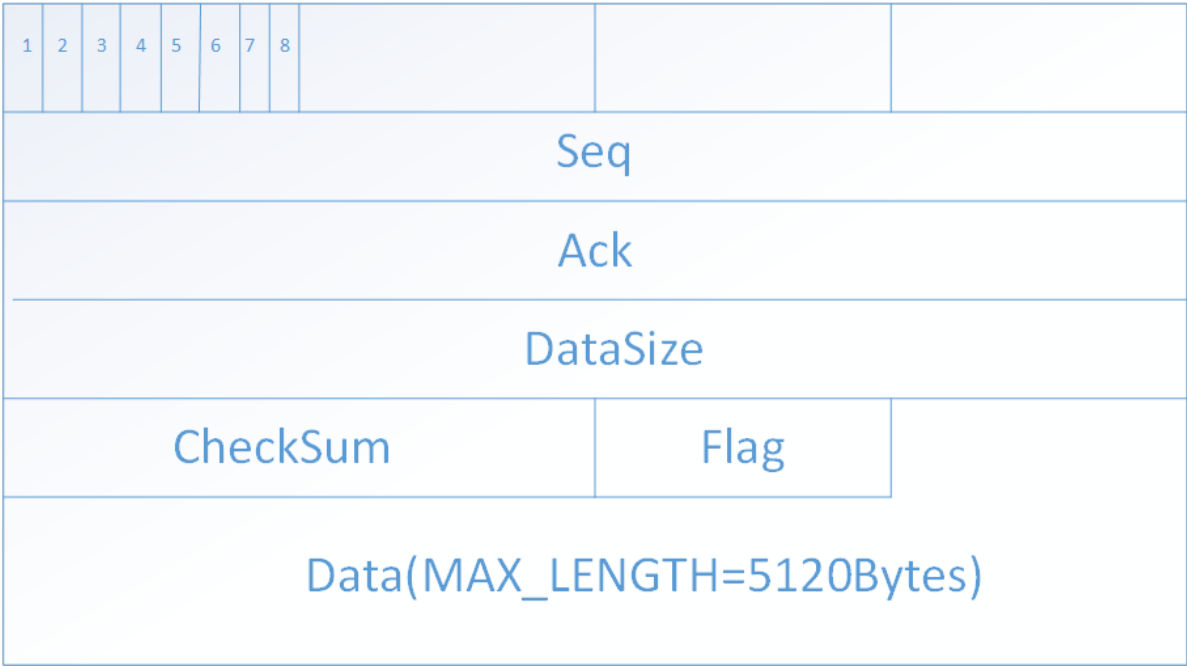 1 2 3 4 5 6 7 8
Seq
Ack
DataSize
CheckSum Flag
Data(MAX_LENGTH=5120Bytes)